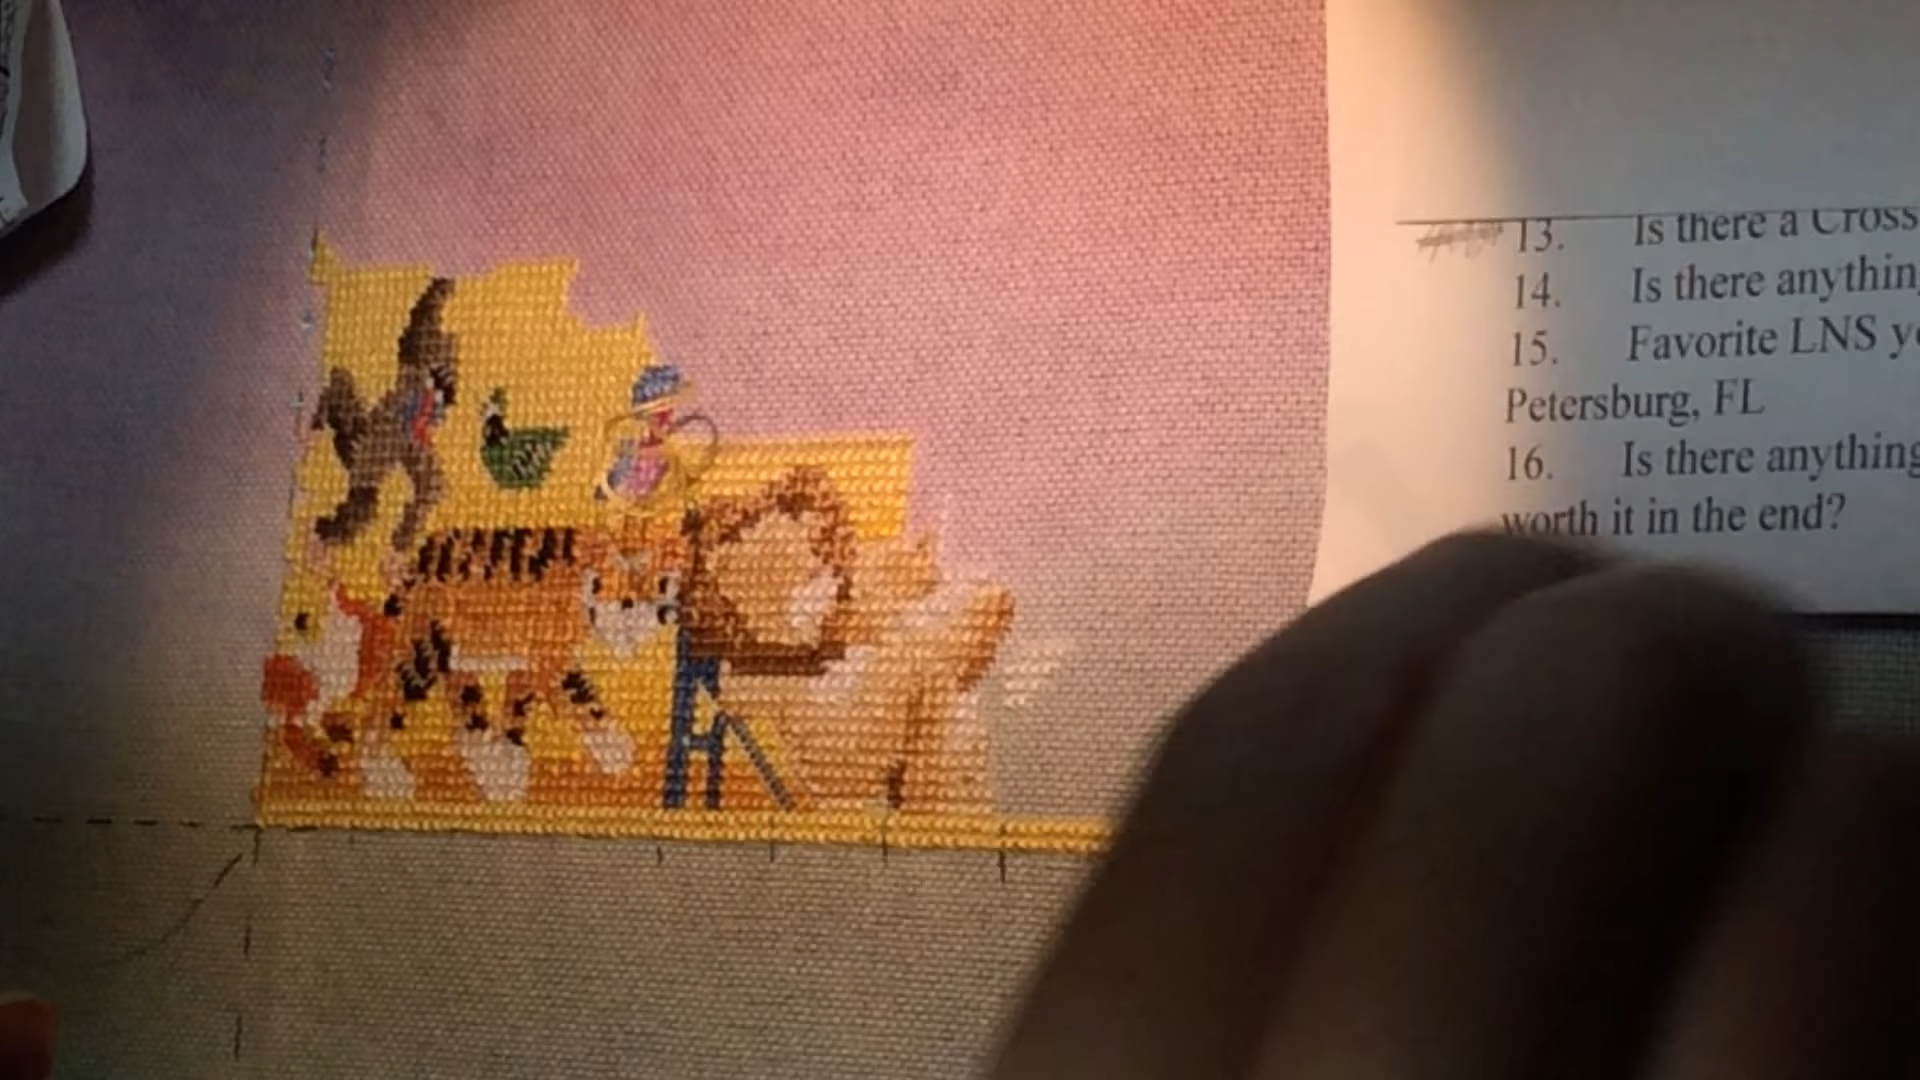 13. Is there a Cross
14. Is there anythin
15. Favorite LNS y
Petersburg, FL
16. Is there anything
worth it in the end?